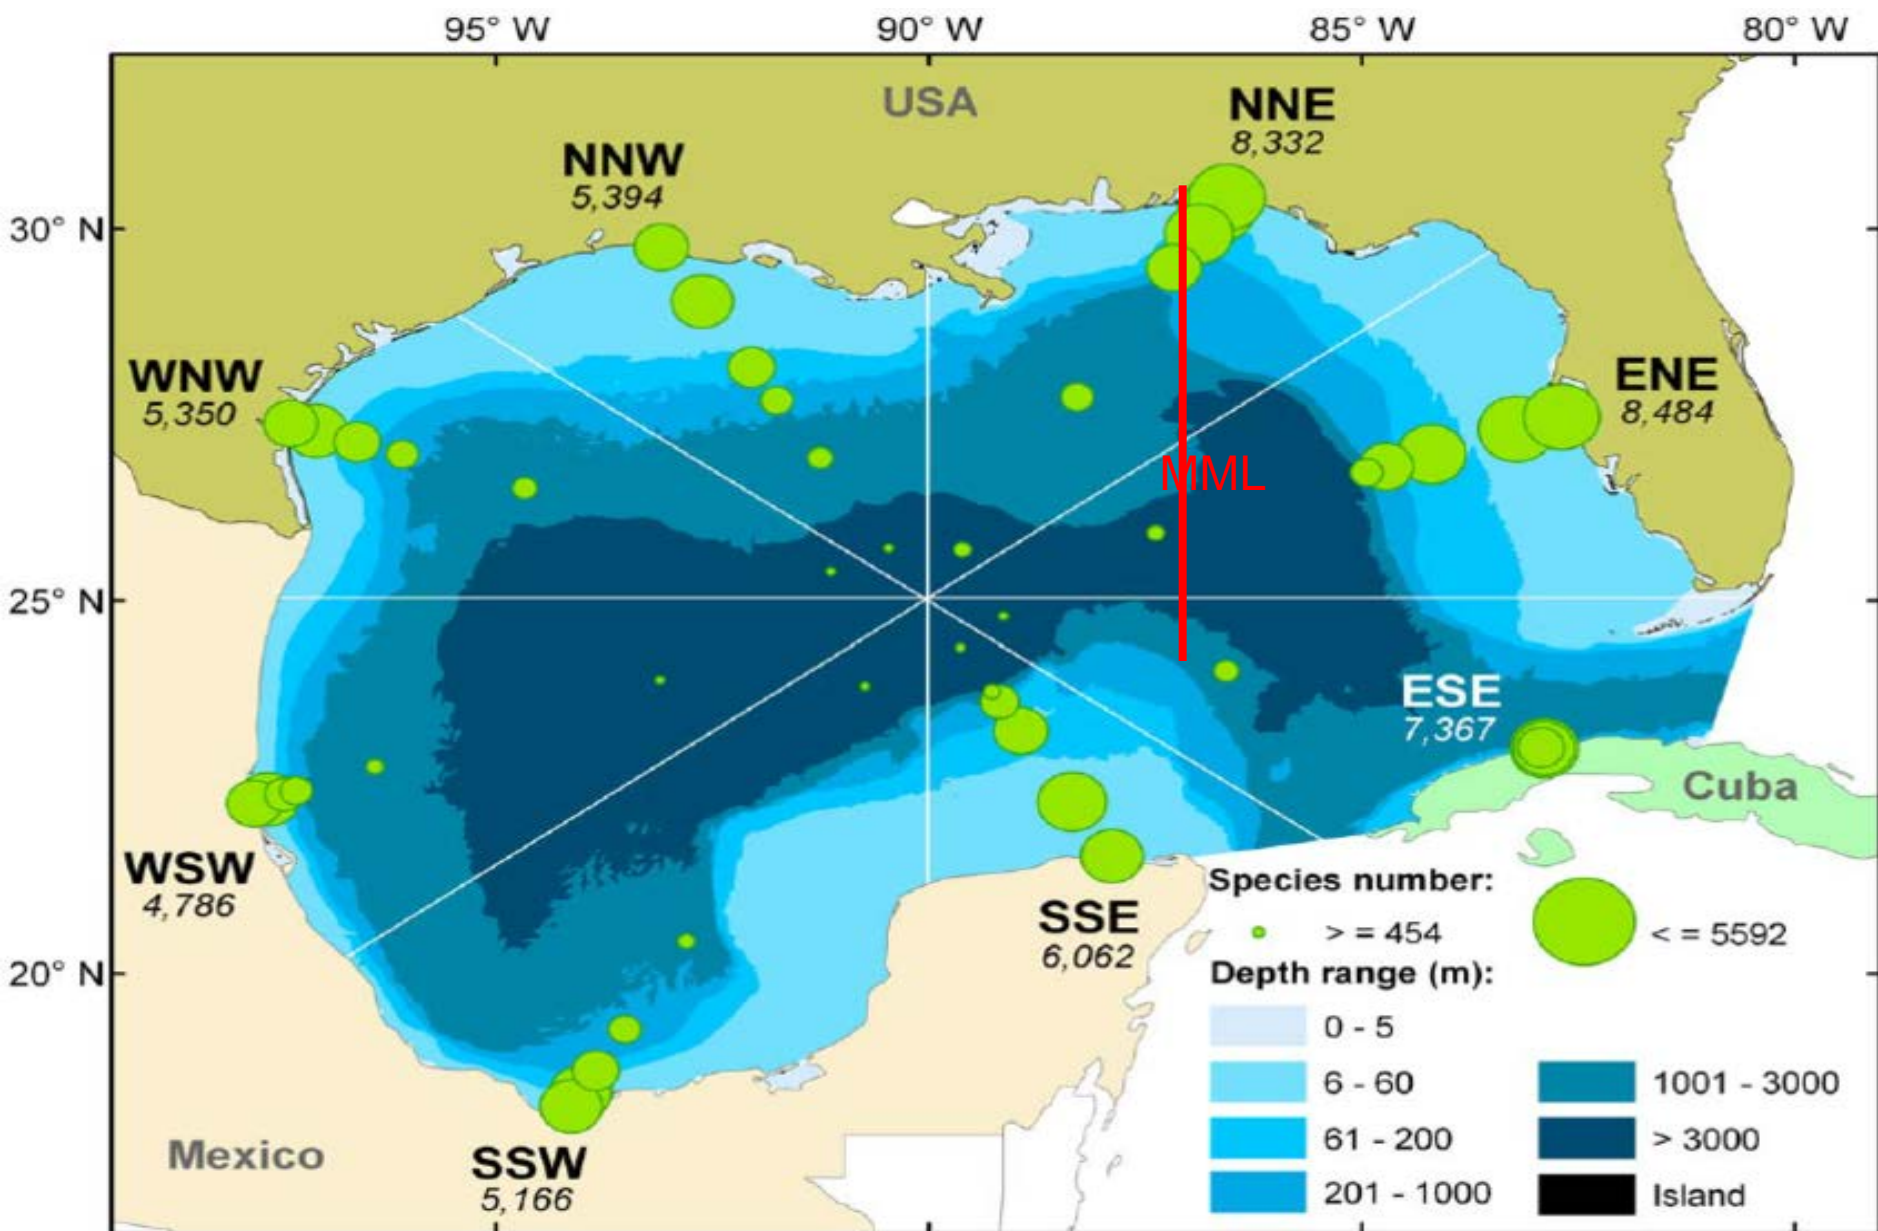 95° W 90° W 85° W 80° W
USA
NNE
8,332
NNW
5,394
30° N
WNW
5,350
ENE
8,484
MML
25° N
ESE
7,367
Cuba
WSW
4,786
SSE
6,062
20° N
Species number:
> = 454 < = 5592
Depth range (m):
0 - 5
6 - 60 1001 - 3000
61 - 200 > 3000
201 - 1000 Island
Mexico
SSW
5,166